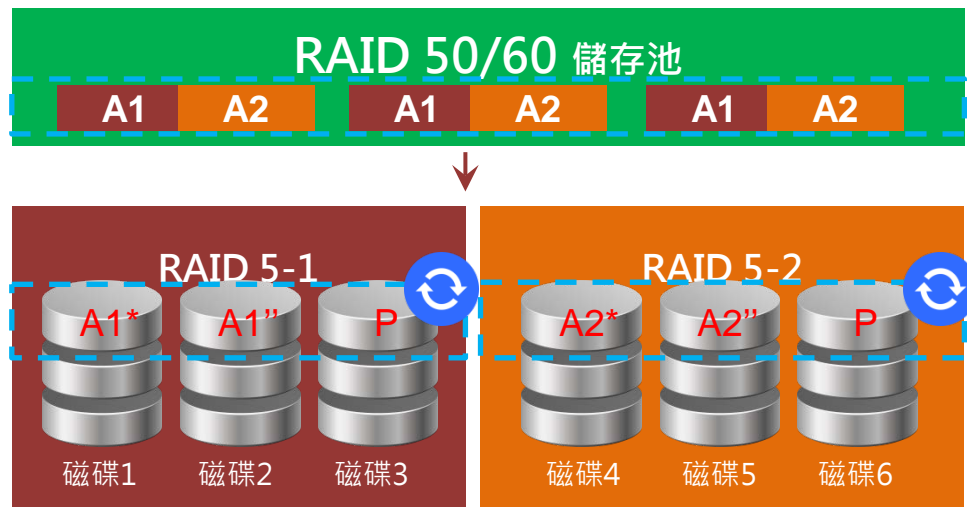 RAID 50/60 儲存池
A1 A2 A1 A2 A1 A2
RAID 5-1
A1* A1” P
磁碟1 磁碟2 磁碟3
RAID 5-2
A2* A2” P
磁碟4 磁碟5 磁碟6